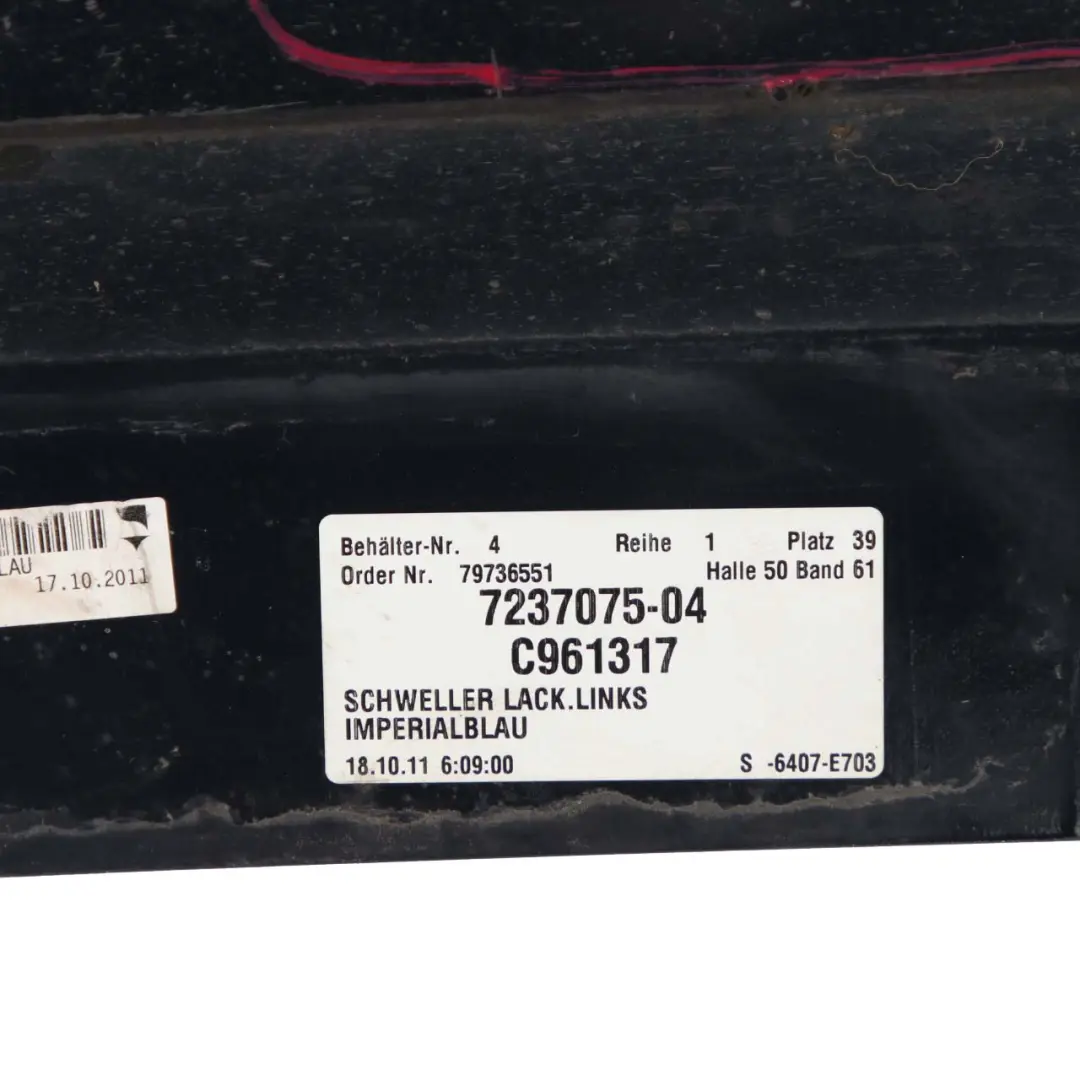 LAU
17.10.2011
Behälter-Nr. 4 Reihe 1 Platz 39
Order Nr. 79736551 Halle 50 Band 61
7237075-04
C961317
SCHWELLER LACK.LINKS
IMPERIALBLAU
18.10.11 6:09:00 S -6407-E703